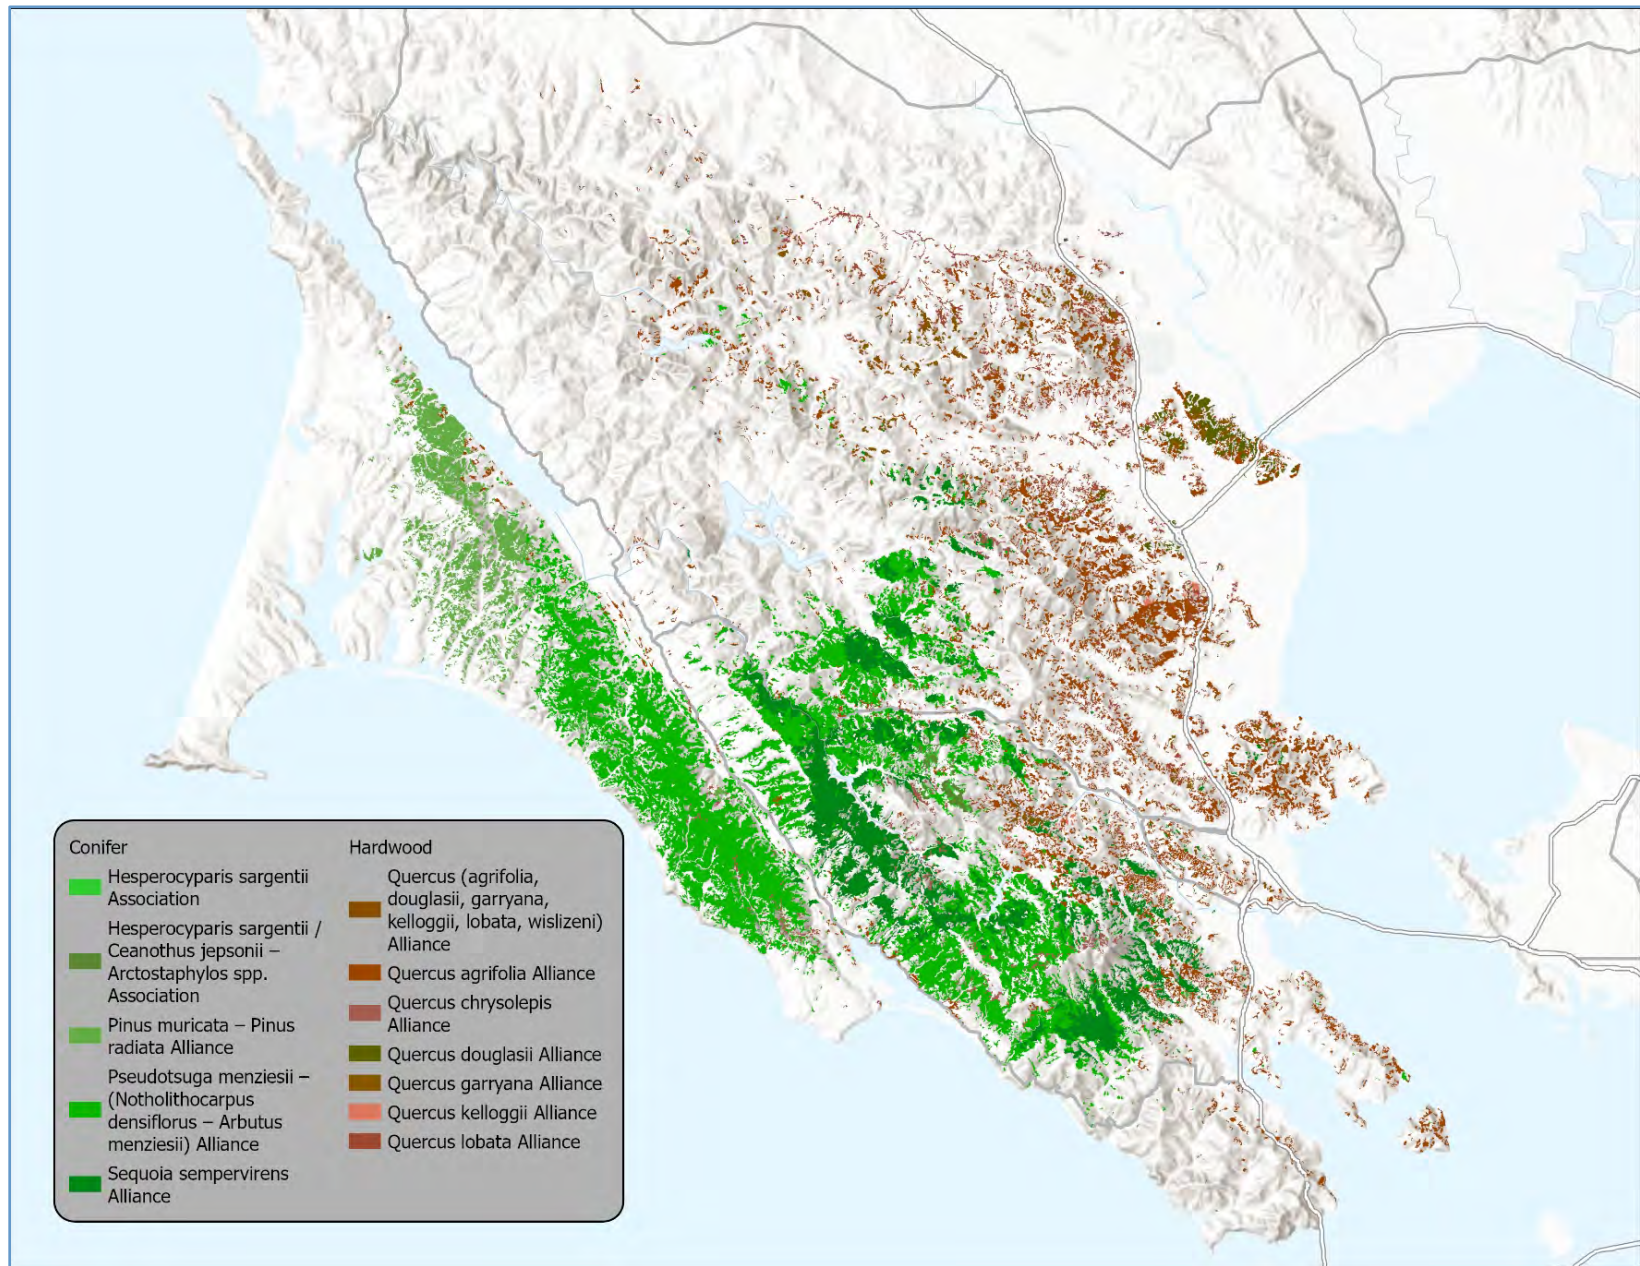 Conifer
Hesperocyparis sargentii
Association
Hesperocyparis sargentii /
Ceanothus jepsonii –
Arctostaphylos spp.
Association
Pinus muricata – Pinus
radiata Alliance
Pseudotsuga menziesii –
(Notholithocarpus
densiflorus – Arbutus
menziesii) Alliance
Sequoia sempervirens
Alliance
Hardwood
Quercus (agrifolia,
douglasii, garryana,
kelloggii, lobata, wislizeni)
Alliance
Quercus agrifolia Alliance
Quercus chrysolepis
Alliance
Quercus douglasii Alliance
Quercus garryana Alliance
Quercus kelloggii Alliance
Quercus lobata Alliance